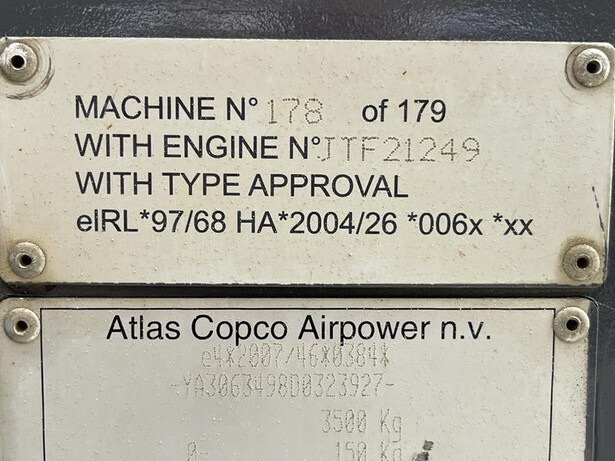 MACHINE N° 178 of 179
WITH ENGINE N° JTF21249
WITH TYPE APPROVAL
eIRL*97/68 HA*2004/26 *006x *xx
Atlas Copco Airpower n.v.
e4*2007/46*0384*
-YA3063498D0323927-
3500 Kg
0- 150 Kg